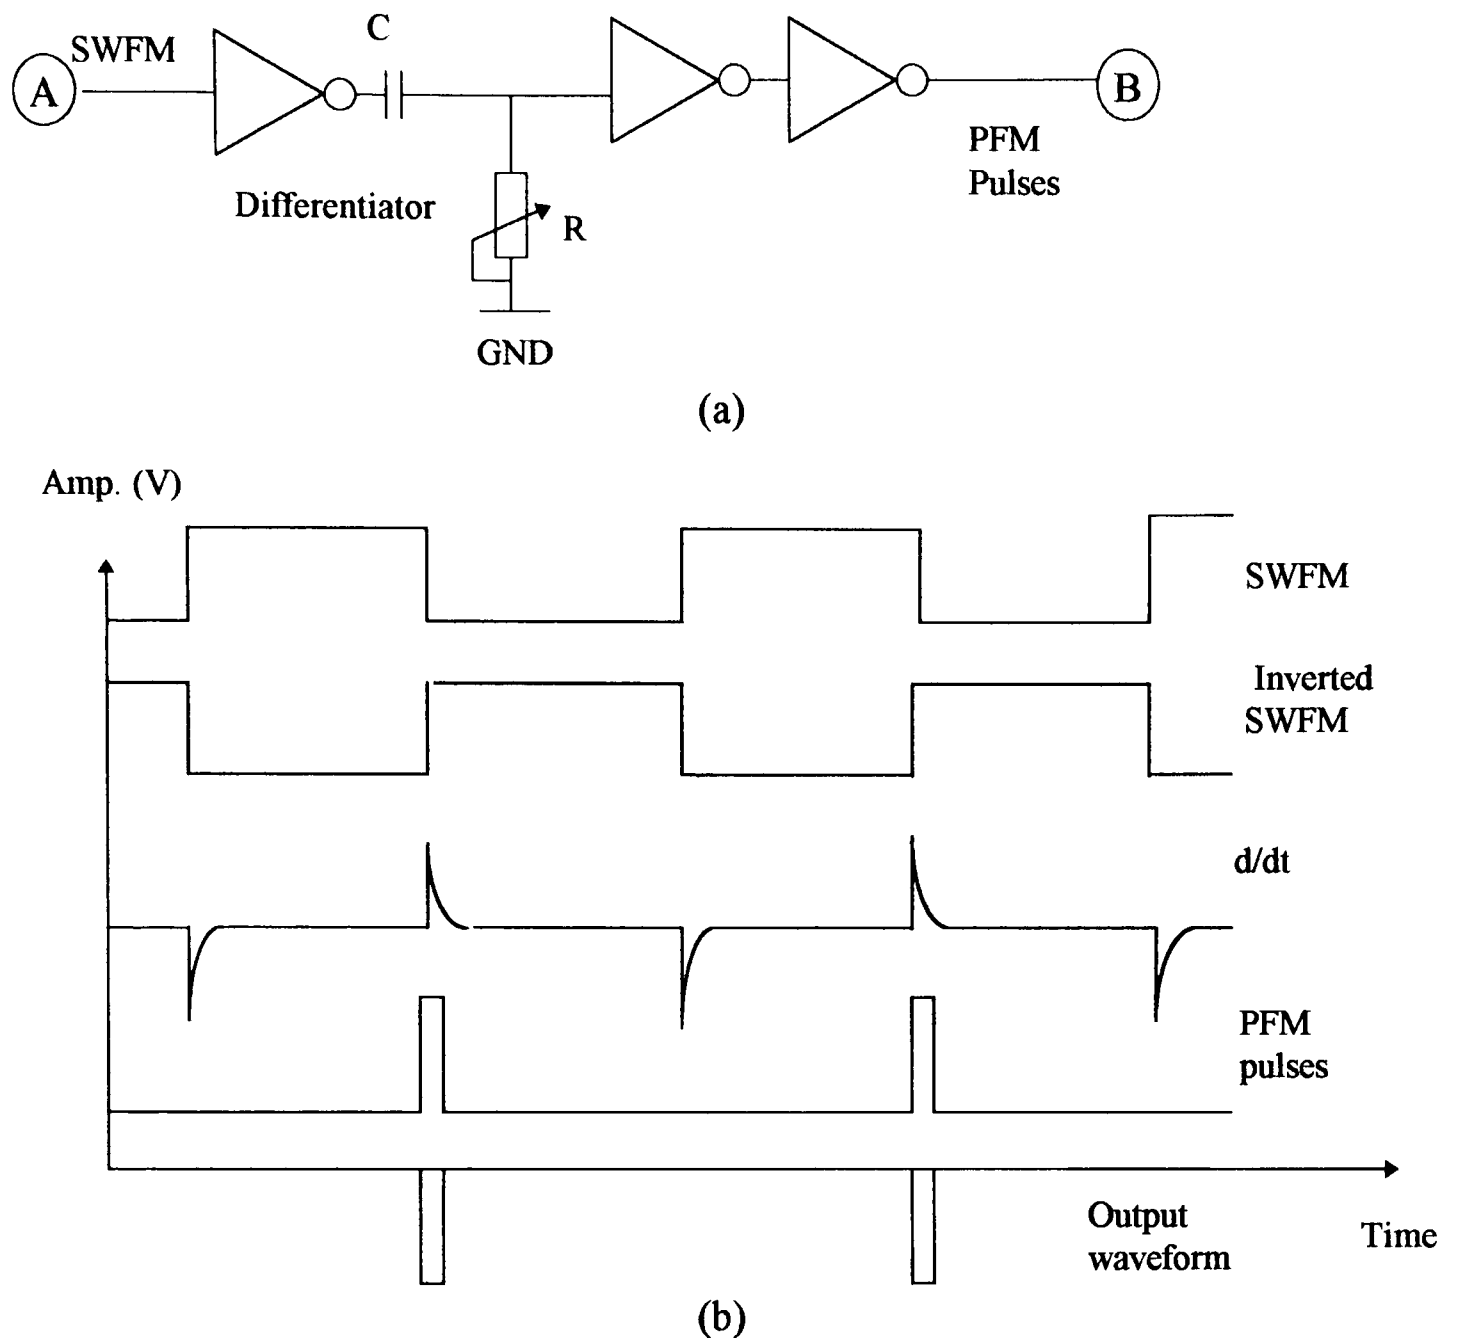 C
SWFM
A
B
PFM
Pulses
Differentiator
R
GND
(a)
Amp. (V)
SWFM
Inverted
SWFM
d/dt
PFM
pulses
Output
waveform
Time
(b)